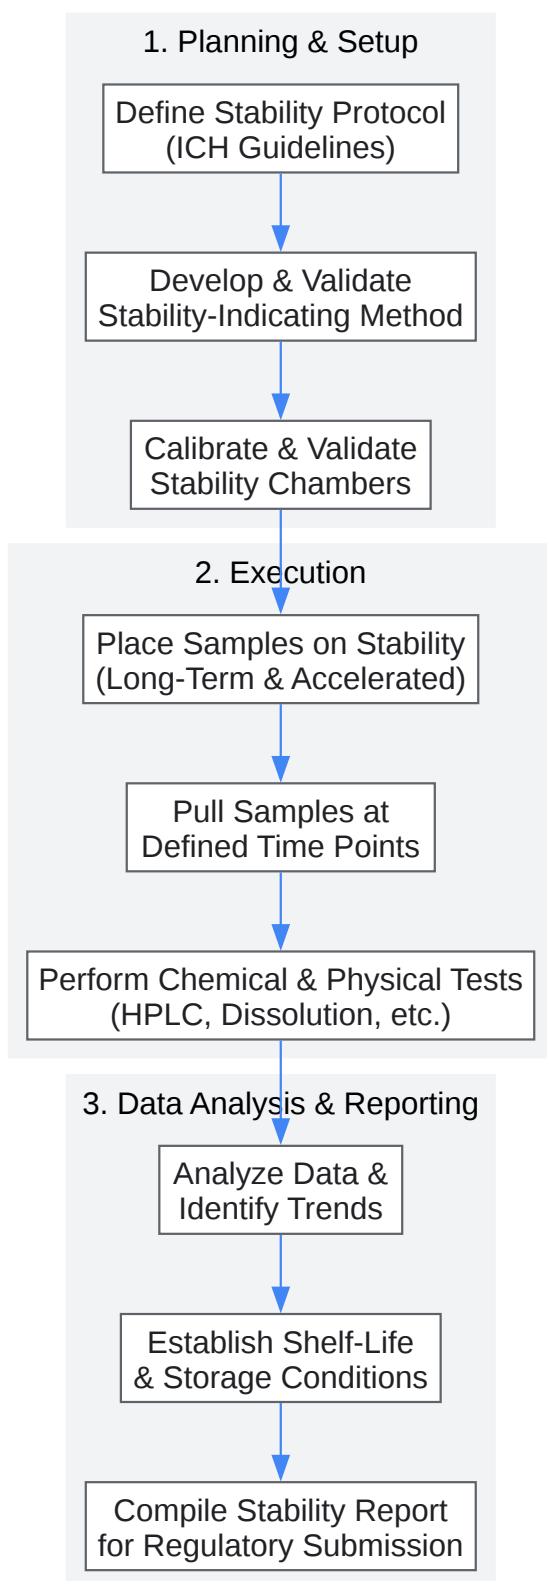 1. Planning & Setup
Define Stability Protocol
(ICH Guidelines)
Develop & Validate
Stability-Indicating Method
Calibrate & Validate
Stability Chambers
2. Execution
Place Samples on Stability
(Long-Term & Accelerated)
Pull Samples at
Defined Time Points
Perform Chemical & Physical Tests
(HPLC, Dissolution, etc.)
3. Data Analysis & Reporting
Analyze Data &
Identify Trends
Establish Shelf-Life
& Storage Conditions
Compile Stability Report
for Regulatory Submission